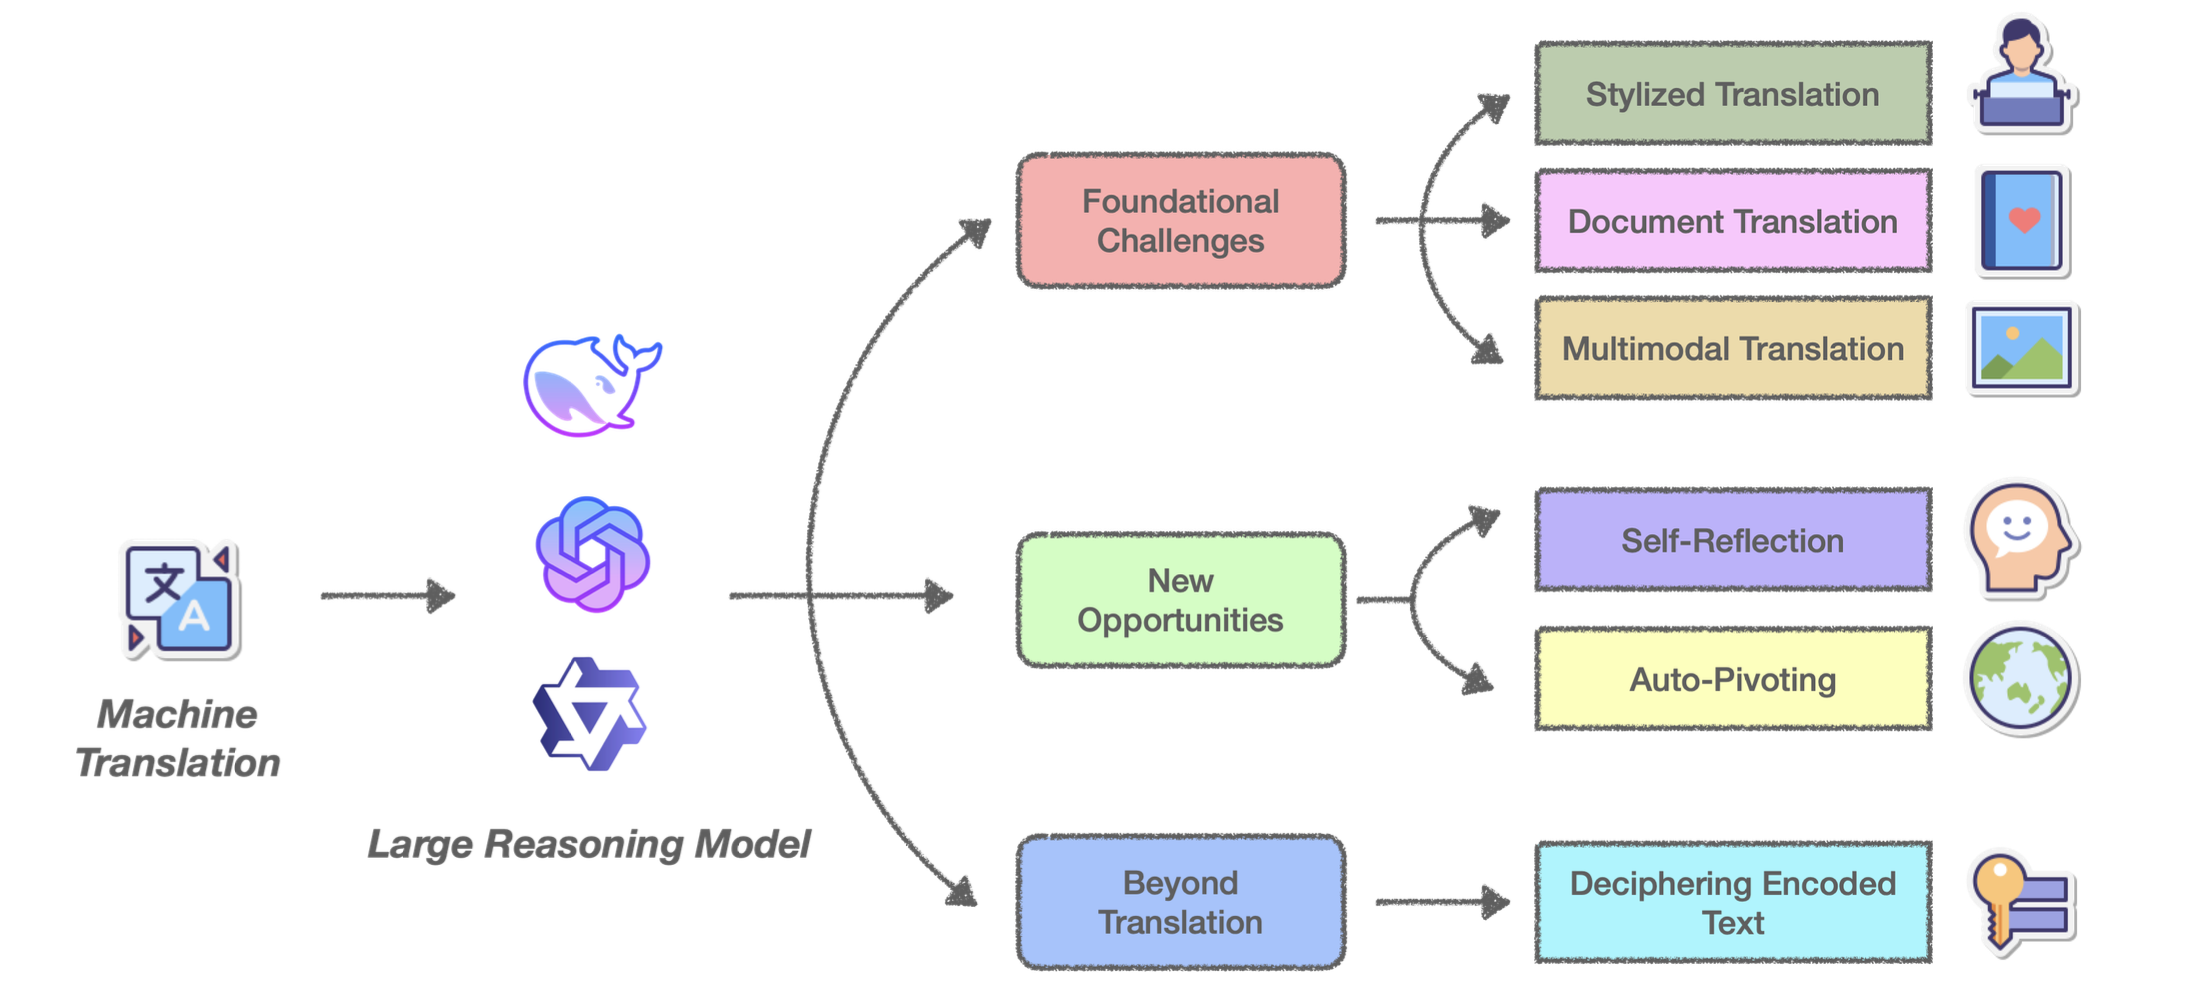 文
A
Machine
Translation
Large Reasoning Model
Foundational
Challenges
Stylized Translation
Document Translation
Multimodal Translation
New
Opportunities
Self-Reflection
Auto-Pivoting
Beyond
Translation
Deciphering Encoded
Text